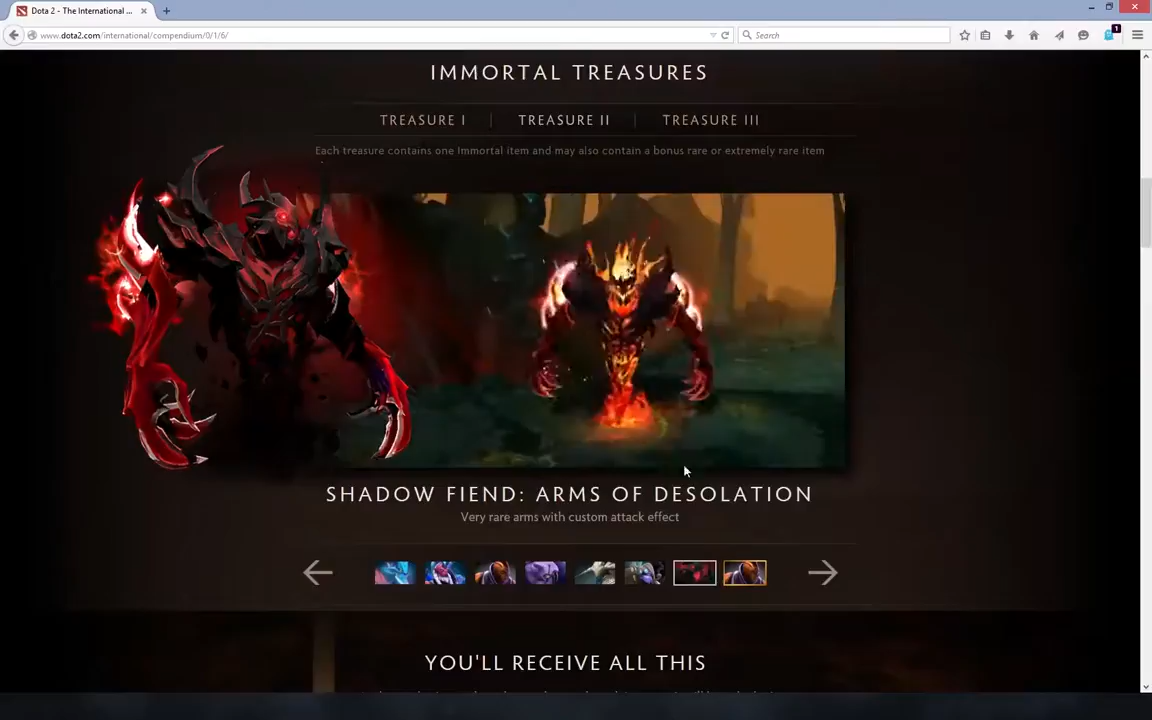 Dota 2 - The International ...
www.dota2.com/international/compendium/0/1/6/
Search
1
IMMORTAL TREASURES
TREASURE I | TREASURE II | TREASURE III
Each treasure contains one Immortal item and may also contain a bonus rare or extremely rare item
SHADOW FIEND: ARMS OF DESOLATION
Very rare arms with custom attack effect
YOU'LL RECEIVE ALL THIS